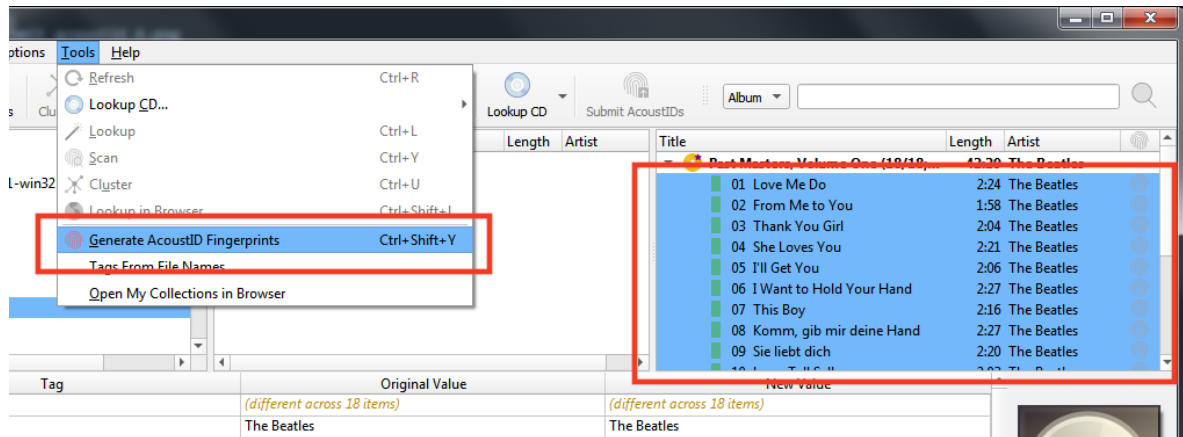 ptions Tools Help
Refresh Ctrl+R
Lookup CD...
Lookup Ctrl+L
Scan Ctrl+Y
Cluster Ctrl+U
Lookup in Browser Ctrl+Shift+L
Generate AcoustID Fingerprints Ctrl+Shift+Y
Tags From File Names
Open My Collections in Browser
s Clu
Lookup CD Submit AcoustIDs Album
1-win32
Length Artist
Title Length Artist
Past Masters, Volume One (18/18; ... 42:29 The Beatles
01 Love Me Do 2:24 The Beatles
02 From Me to You 1:58 The Beatles
03 Thank You Girl 2:04 The Beatles
04 She Loves You 2:21 The Beatles
05 I'll Get You 2:06 The Beatles
06 I Want to Hold Your Hand 2:27 The Beatles
07 This Boy 2:16 The Beatles
08 Komm, gib mir deine Hand 2:27 The Beatles
09 Sie liebt dich 2:20 The Beatles
Tag Original Value New Value
(different across 18 items) (different across 18 items)
The Beatles The Beatles